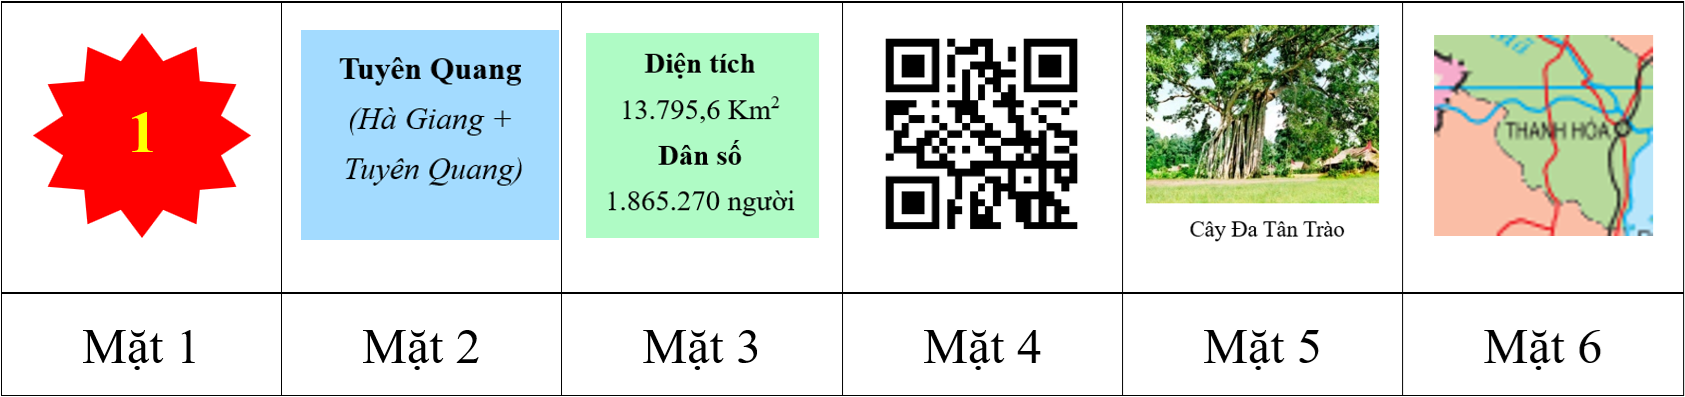 1
Tuyên Quang
(Hà Giang +
Tuyên Quang)
Diện tích
13.795,6 Km²
Dân số
1.865.270 người
Cây Đa Tân Trào
THANH HÓA
Mặt 1
Mặt 2
Mặt 3
Mặt 4
Mặt 5
Mặt 6